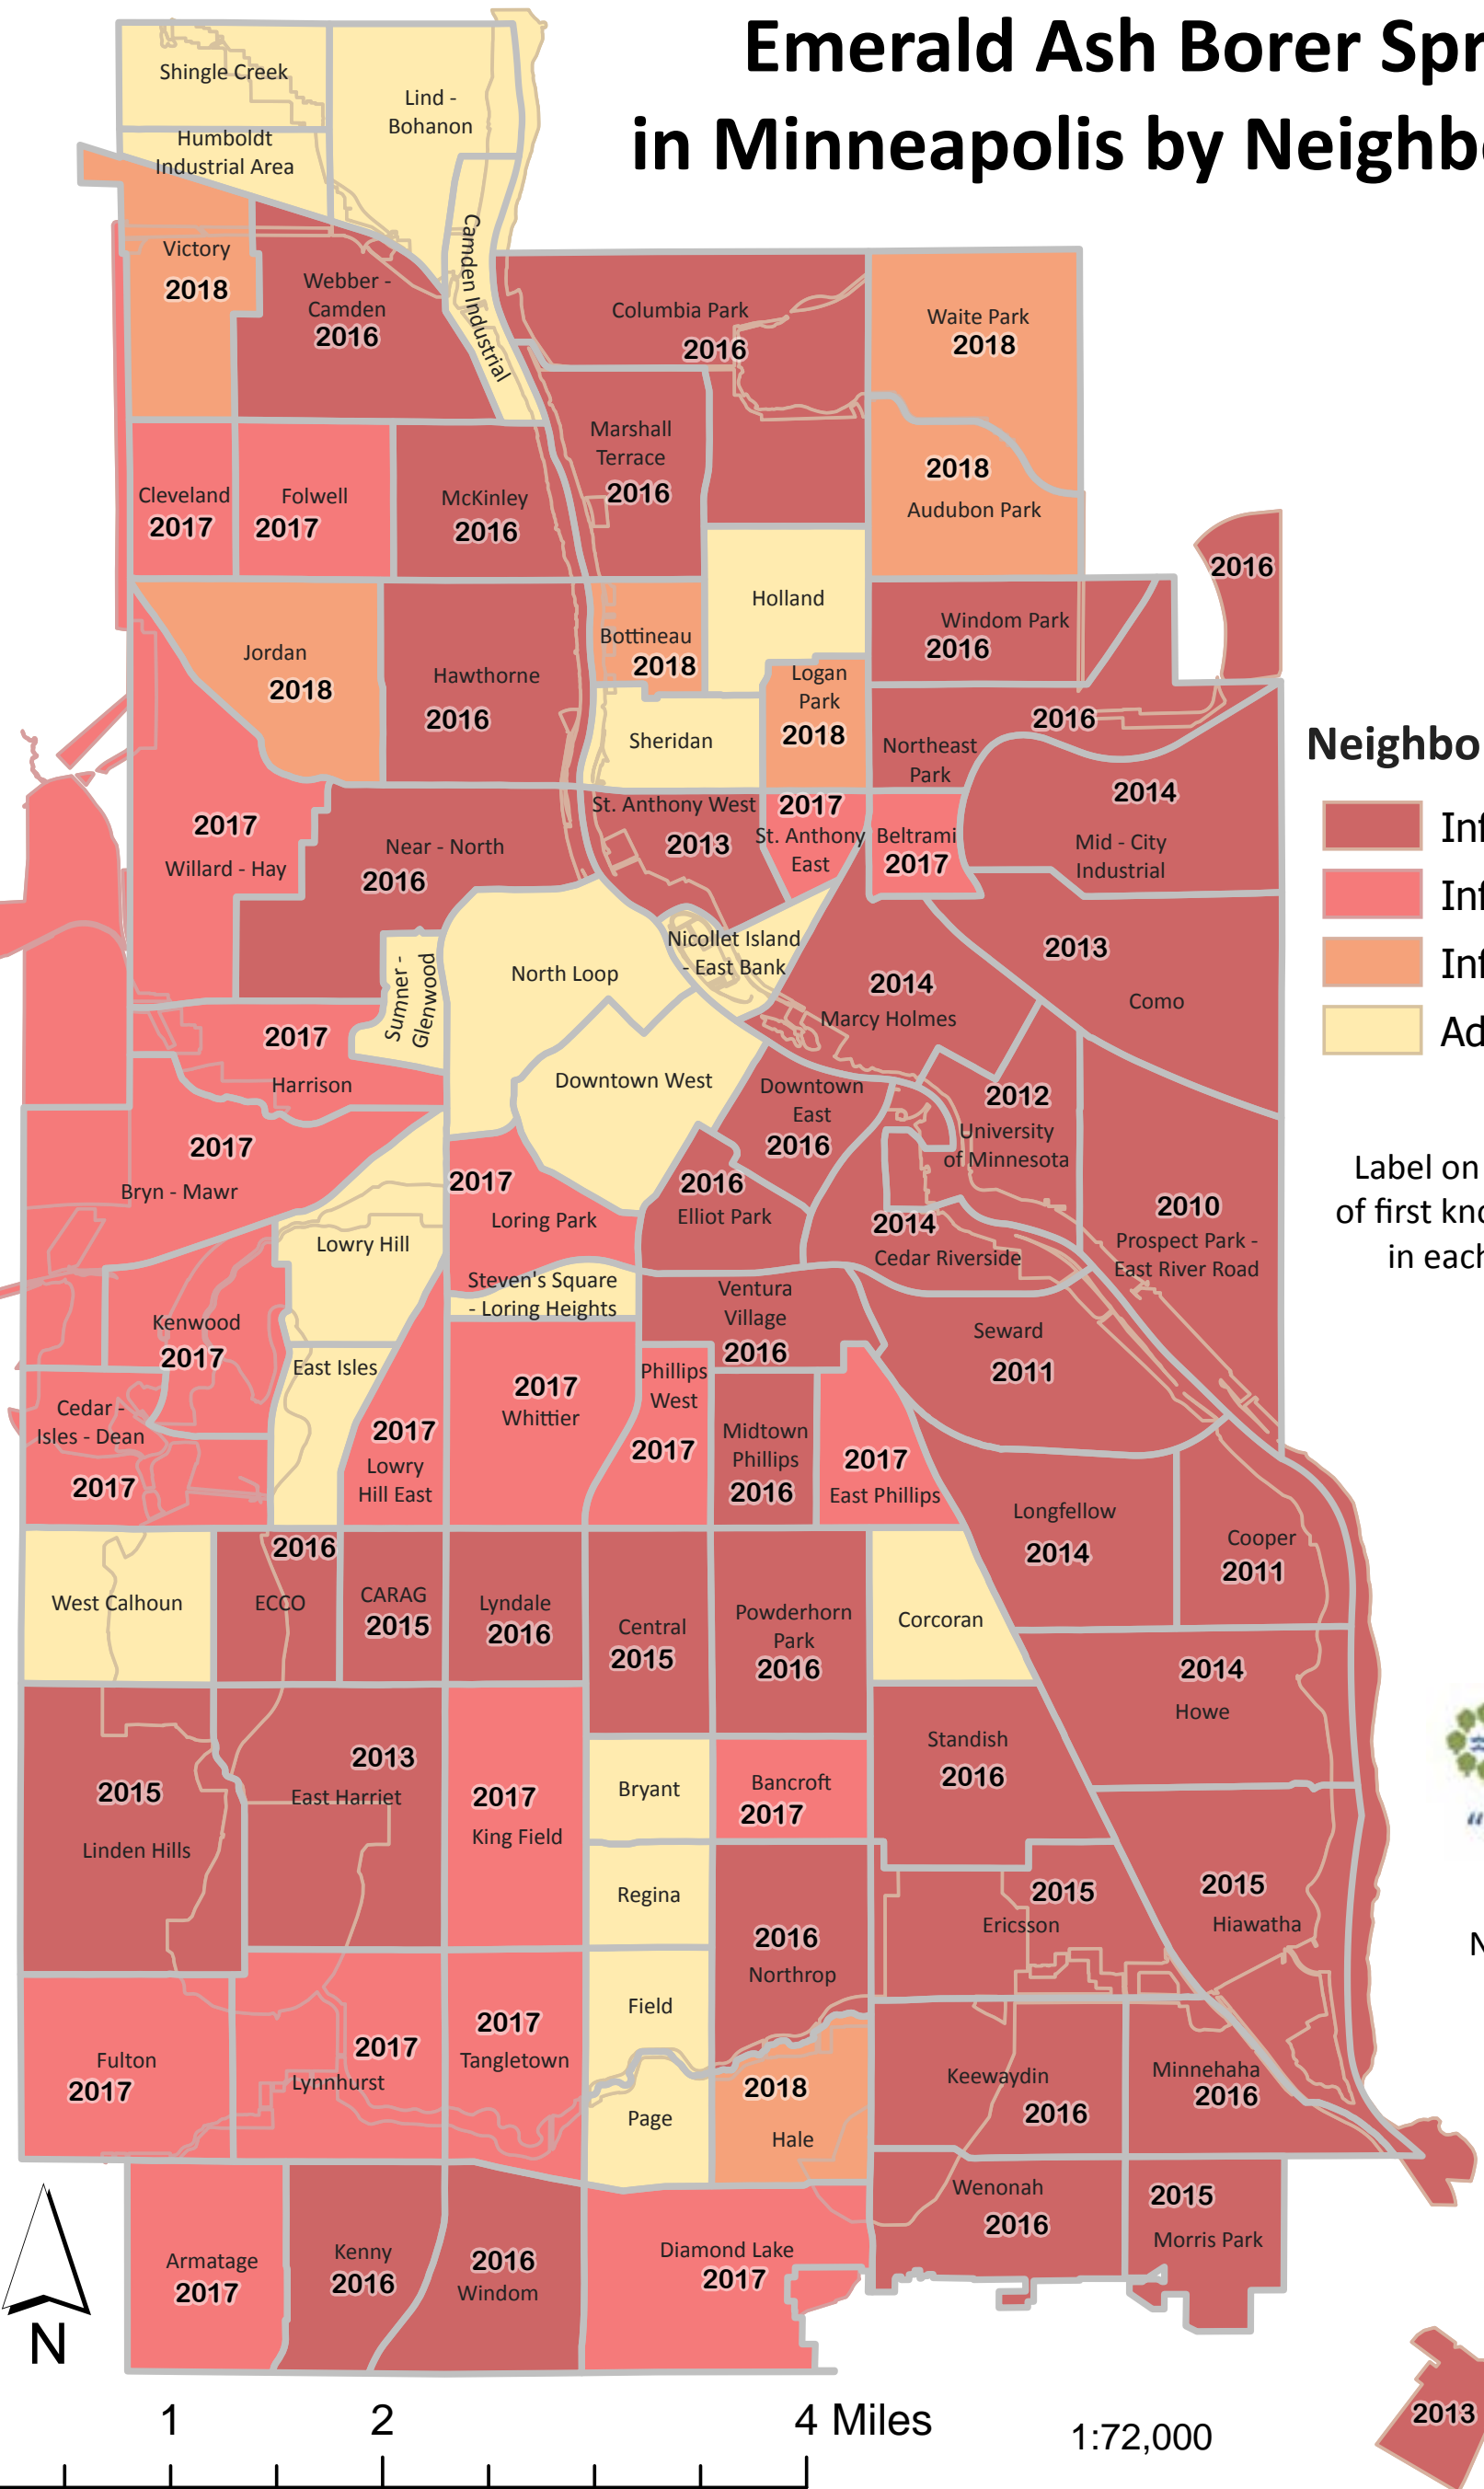 Emerald Ash Borer Spr
in Minneapolis by Neighb
Shingle Creek
Lind -
Bohanon
Humboldt
Industrial Area
Victory
2018
Webber -
Camden
2016
Camden Industrial
Columbia Park
2016
Waite Park
2018
Marshall
Terrace
2016
2018
Audubon Park
Cleveland
2017
Folwell
2017
McKinley
2016
2016
Holland
Windom Park
2016
Jordan
2018
Hawthorne
2016
Bottineau
2018
Logan
Park
2018
Sheridan
2016
Northeast
Park
Neighbo
2014
Mid - City
Industrial
2017
Willard - Hay
Near - North
2016
St. Anthony West
2013
2017
St. Anthony
East
Beltrami
2017
Inf
Inf
Inf
Ad
Nicollet Island
- East Bank
North Loop
Sumner -
Glenwood
2013
Como
2014
Marcy Holmes
2017
Harrison
Downtown West
Downtown
East
2016
2012
University
of Minnesota
2017
Bryn - Mawr
2017
Loring Park
2016
Elliot Park
2014
Cedar Riverside
2010
Prospect Park -
East River Road
Label on
of first kno
in each
Lowry Hill
Steven's Square
- Loring Heights
Ventura
Village
2016
Seward
2011
Kenwood
2017
East Isles
2017
Whittier
Phillips
West
2017
Cedar -
Isles - Dean
2017
2017
Lowry
Hill East
Midtown
Phillips
2016
2017
East Phillips
Longfellow
2014
Cooper
2011
West Calhoun
2016
ECCO
CARAG
2015
Lyndale
2016
Central
2015
Powderhorn
Park
2016
Corcoran
2014
Howe
2015
Linden Hills
2013
East Harriet
2017
King Field
Bryant
Bancroft
2017
Standish
2016
Regina
2016
Northrop
2015
Ericsson
2015
Hiawatha
N
Field
Fulton
2017
2017
Lynnhurst
2017
Tangletown
Page
2018
Hale
Keewaydin
2016
Minnehaha
2016
Wenonah
2016
2015
Morris Park
Armatage
2017
Kenny
2016
2016
Windom
Diamond Lake
2017
N
1 2 4 Miles
1:72,000
2013